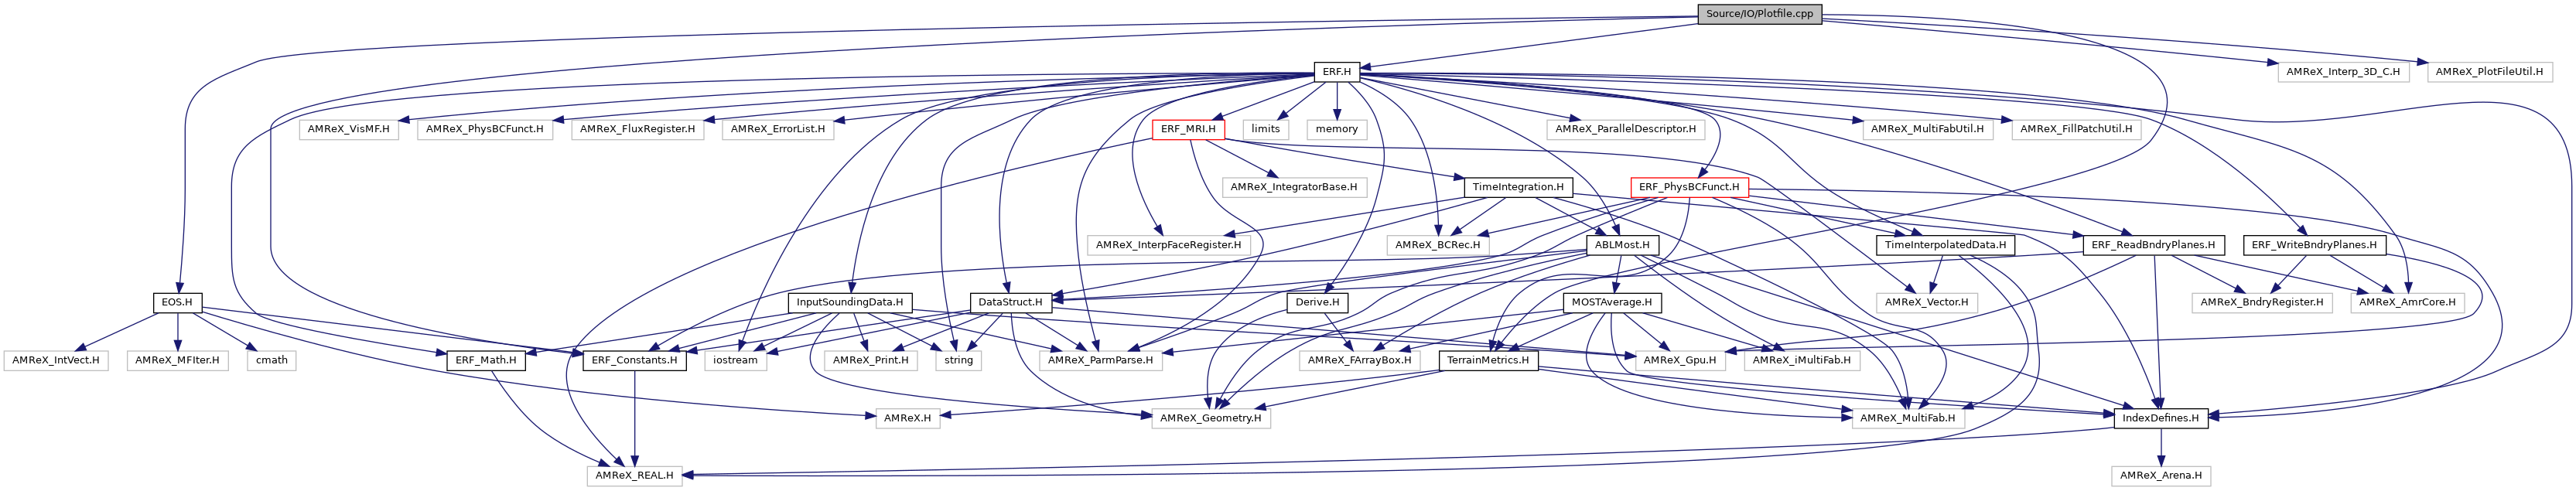 Source/IO/Plotfile.cpp
ERF.H
AMReX_Interp_3D_C.H
AMReX_PlotFileUtil.H
AMReX_VisMF.H
AMReX_PhysBCFunct.H
AMReX_FluxRegister.H
AMReX_ErrorList.H
ERF_MRI.H
limits
memory
AMReX_ParallelDescriptor.H
AMReX_MultiFabUtil.H
AMReX_FillPatchUtil.H
AMReX_IntegratorBase.H
TimeIntegration.H
ERF_PhysBCFunct.H
AMReX_InterpFaceRegister.H
AMReX_BCRec.H
ABLMost.H
TimeInterpolatedData.H
ERF_ReadBndryPlanes.H
ERF_WriteBndryPlanes.H
EOS.H
InputSoundingData.H
DataStruct.H
Derive.H
MOSTAverage.H
AMReX_Vector.H
AMReX_BndryRegister.H
AMReX_AmrCore.H
AMReX_IntVect.H
AMReX_MFIter.H
cmath
ERF_Math.H
ERF_Constants.H
iostream
AMReX_Print.H
string
AMReX_ParmParse.H
AMReX_FArrayBox.H
TerrainMetrics.H
AMReX_Gpu.H
AMReX_iMultiFab.H
AMReX.H
AMReX_Geometry.H
AMReX_MultiFab.H
IndexDefines.H
AMReX_REAL.H
AMReX_Arena.H